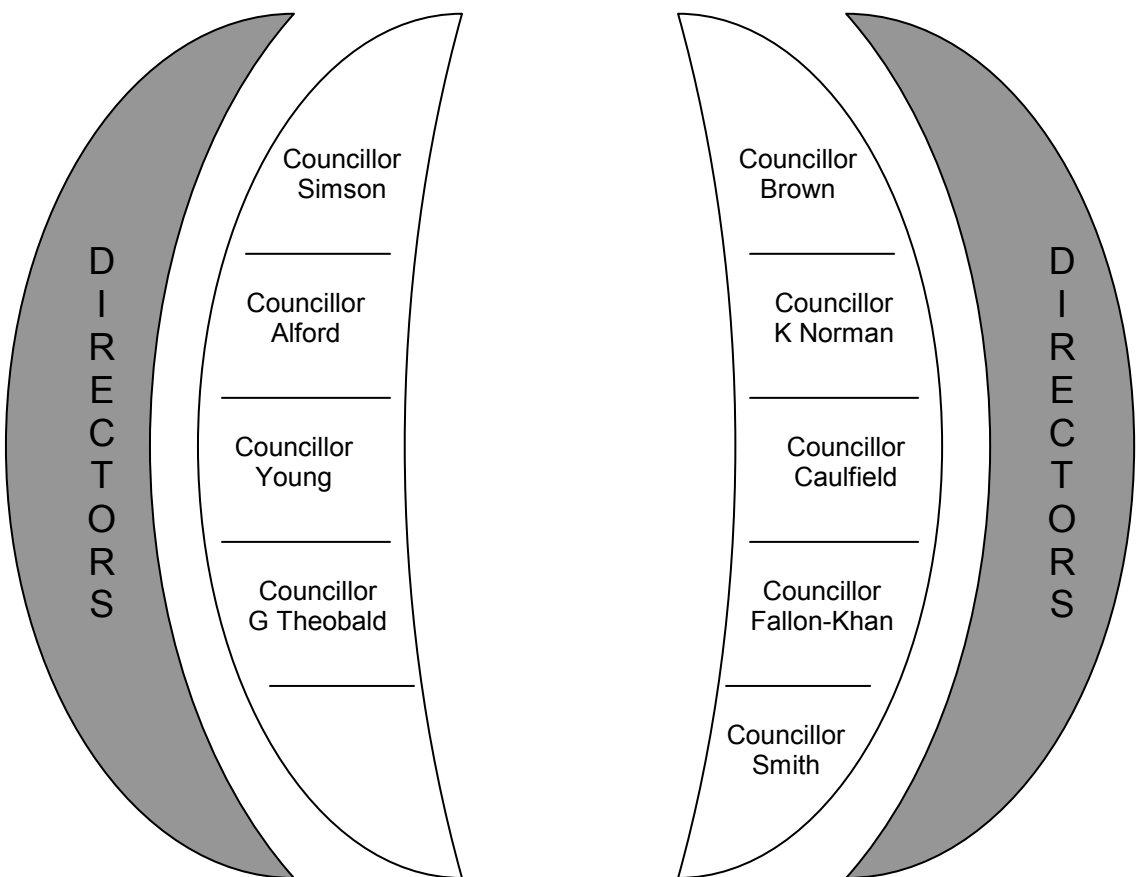 D
I
R
E
C
T
O
R
S
Councillor
Simson
Councillor
Alford
Councillor
Young
Councillor
G Theobald
Councillor
Brown
Councillor
K Norman
Councillor
Caulfield
Councillor
Fallon-Khan
Councillor
Smith
D
I
R
E
C
T
O
R
S